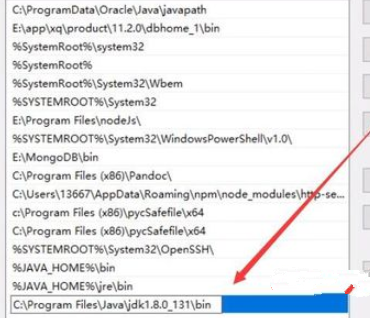 C:\ProgramData\Oracle\Java\javapath
E:\app\xq\product\11.2.0\dbhome_1\bin
%SystemRoot%\system32
%SystemRoot%
%SystemRoot%\System32\Wbem
%SYSTEMROOT%\System32
E:\Program Files\nodeJs\
%SYSTEMROOT%\System32\WindowsPowerShell\v1.0\
E:\MongoDB\bin
C:\Program Files (x86)\Pandoc\
C:\Users\13667\AppData\Roaming\npm\node_modules\http-se...
c:\Program Files (x86)\pycSafefile\x64
c:\Program Files (x86)\pycSafefile\x64
%SYSTEMROOT%\System32\OpenSSH\
%JAVA_HOME%\bin
%JAVA_HOME%\jre\bin
C:\Program Files\Java\jdk1.8.0_131\bin